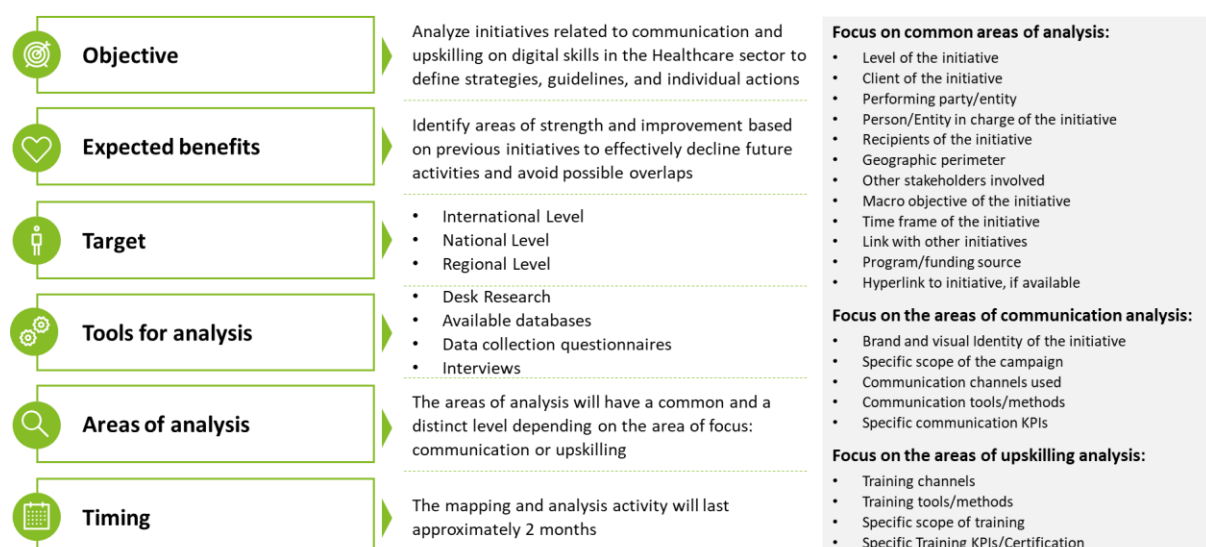 Objective
Analyze initiatives related to communication and
upskilling on digital skills in the Healthcare sector to
define strategies, guidelines, and individual actions
Expected benefits
Identify areas of strength and improvement based
on previous initiatives to effectively decline future
activities and avoid possible overlaps
Target
• International Level
• National Level
• Regional Level
Tools for analysis
• Desk Research
• Available databases
• Data collection questionnaires
• Interviews
Areas of analysis
The areas of analysis will have a common and a
distinct level depending on the area of focus:
communication or upskilling
Timing
The mapping and analysis activity will last
approximately 2 months
Focus on common areas of analysis:
• Level of the initiative
• Client of the initiative
• Performing party/entity
• Person/Entity in charge of the initiative
• Recipients of the initiative
• Geographic perimeter
• Other stakeholders involved
• Macro objective of the initiative
• Time frame of the initiative
• Link with other initiatives
• Program/funding source
• Hyperlink to initiative, if available
Focus on the areas of communication analysis:
• Brand and visual Identity of the initiative
• Specific scope of the campaign
• Communication channels used
• Communication tools/methods
• Specific communication KPIs
Focus on the areas of upskilling analysis:
• Training channels
• Training tools/methods
• Specific scope of training
• Specific Training KPIs/Certification